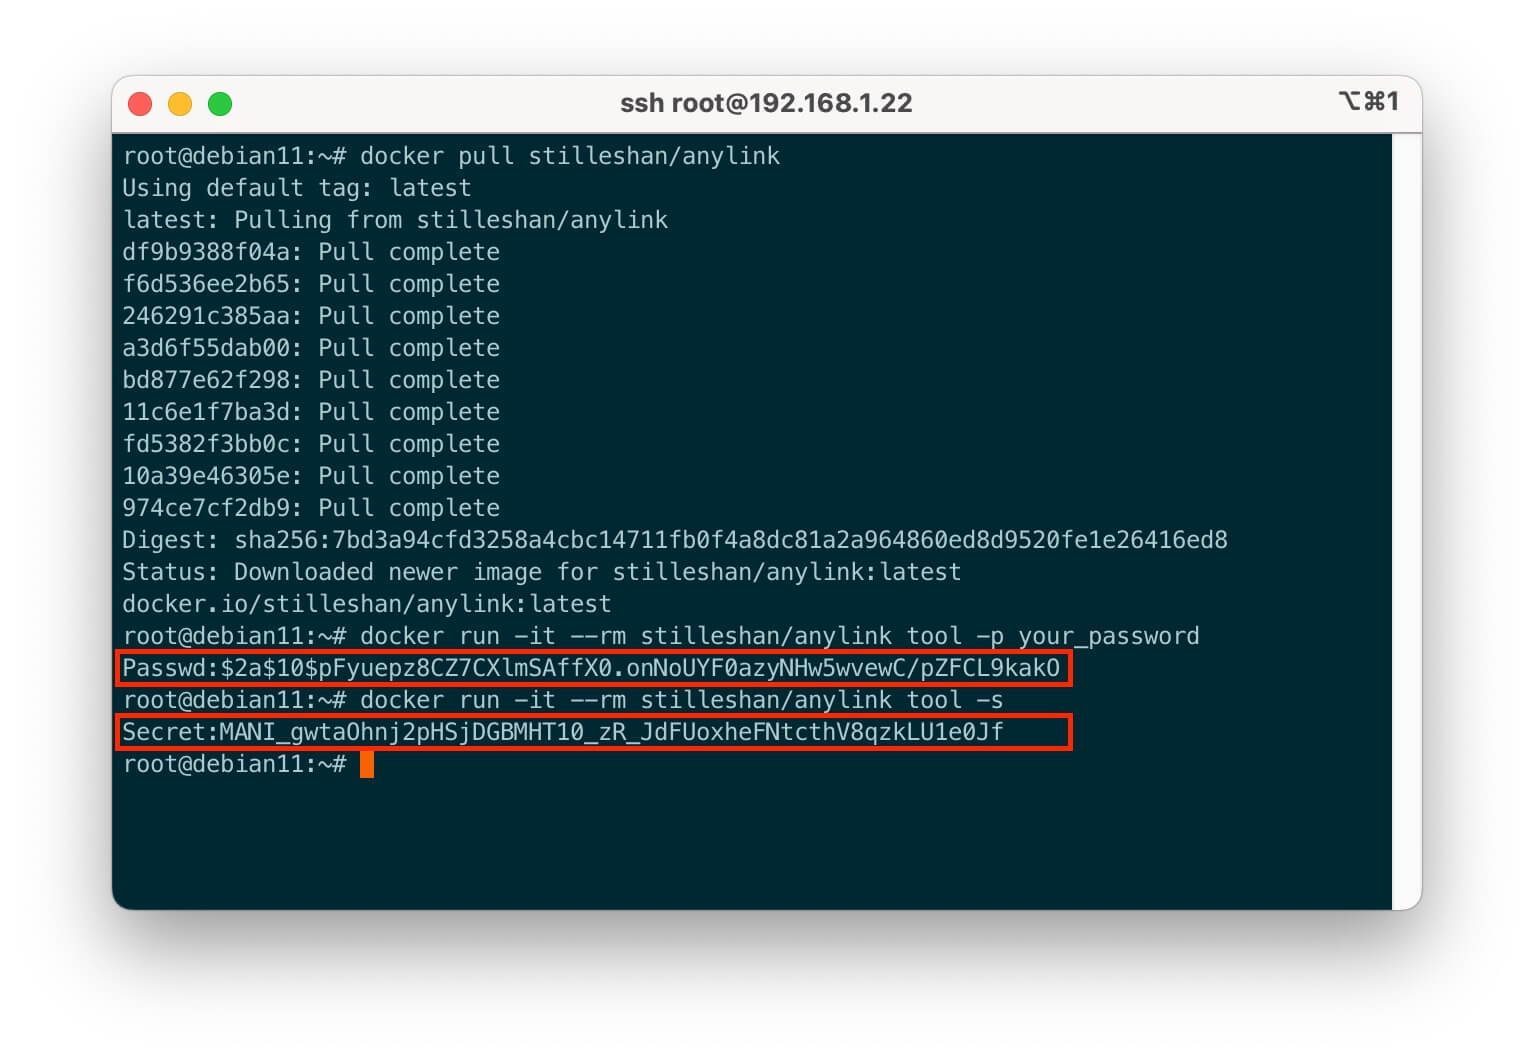 ssh root@192.168.1.22
⌥⌘1
root@debian11:~# docker pull stilleshan/anylink
Using default tag: latest
latest: Pulling from stilleshan/anylink
df9b9388f04a: Pull complete
f6d536ee2b65: Pull complete
246291c385aa: Pull complete
a3d6f55dab00: Pull complete
bd877e62f298: Pull complete
11c6e1f7ba3d: Pull complete
fd5382f3bb0c: Pull complete
10a39e46305e: Pull complete
974ce7cf2db9: Pull complete
Digest: sha256:7bd3a94cfd3258a4cbc14711fb0f4a8dc81a2a964860ed8d9520fe1e26416ed8
Status: Downloaded newer image for stilleshan/anylink:latest
docker.io/stilleshan/anylink:latest
root@debian11:~# docker run -it --rm stilleshan/anylink tool -p your_password
Passwd:$2a$10$pFyuepz8CZ7CXlmSAffX0.onNoUYF0azyNHw5wvewC/pZFCL9kakO
root@debian11:~# docker run -it --rm stilleshan/anylink tool -s
Secret:MANI_gwtaOhnj2pHSjDGBMHT10_zR_JdFUoxheFNtcthV8qzkLU1e0Jf
root@debian11:~#